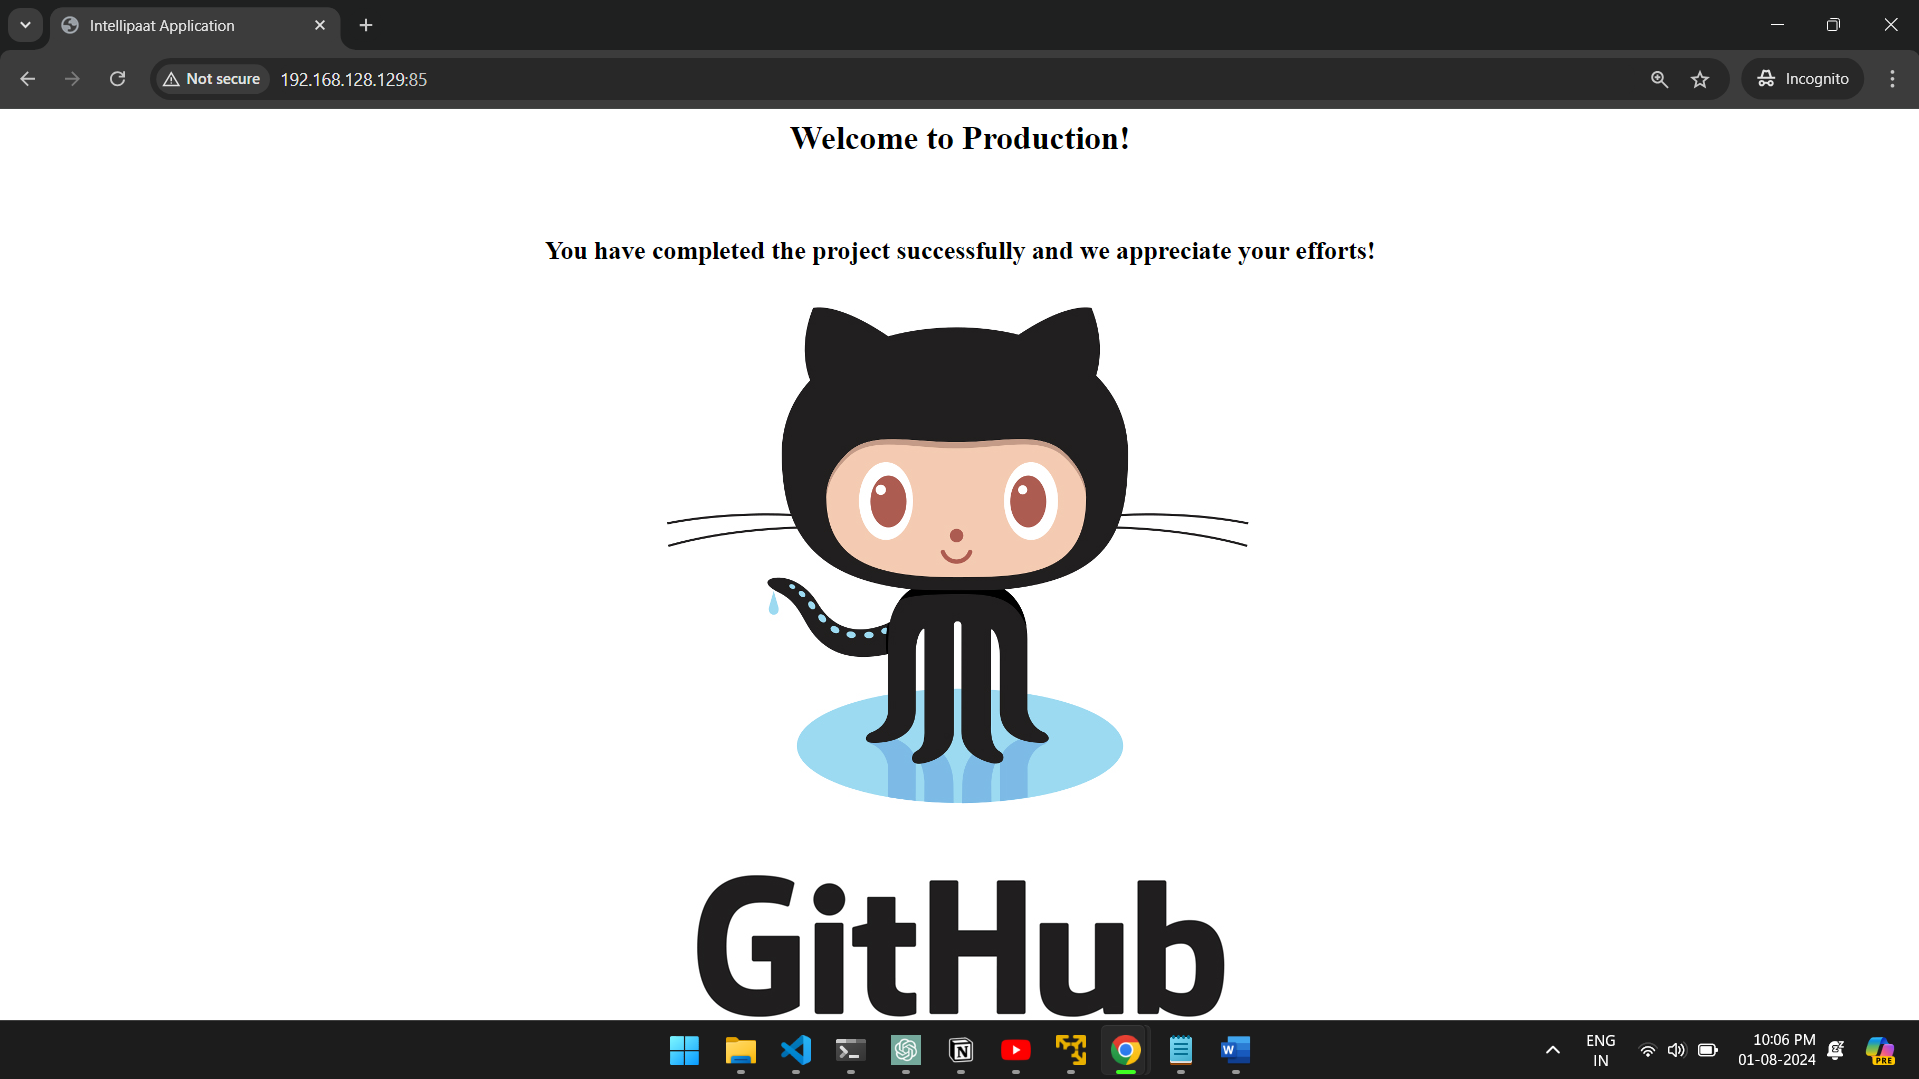 Intellipaat Application
Not secure
192.168.128.129:85
Incognito
Welcome to Production!
You have completed the project successfully and we appreciate your efforts!
GitHub
ENG
IN
10:06 PM
01-08-2024
PRE